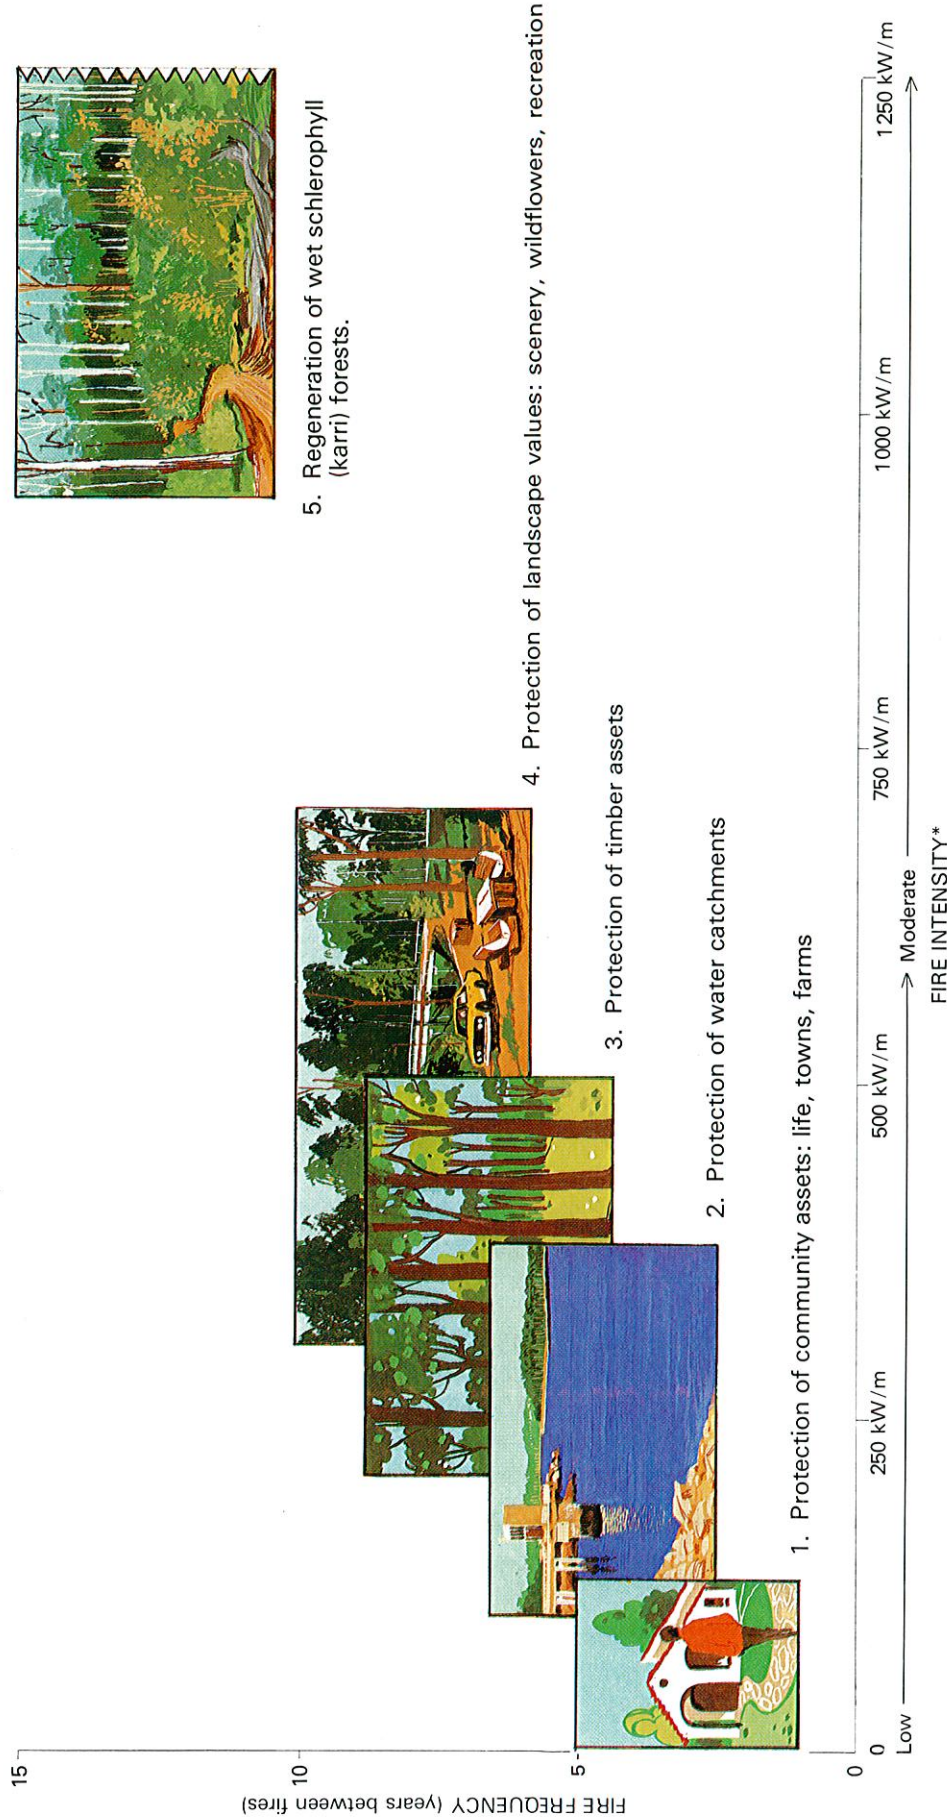 FIRE FREQUENCY (years between fires)
15
10
5
0
5. Regeneration of wet schlerophyll
(karri) forests.
4. Protection of landscape values: scenery, wildflowers, recreation
3. Protection of timber assets
2. Protection of water catchments
1. Protection of community assets: life, towns, farms
0
250 kW/m
500 kW/m
750 kW/m
1000 kW/m
1250 kW/m
Low
Moderate
FIRE INTENSITY*